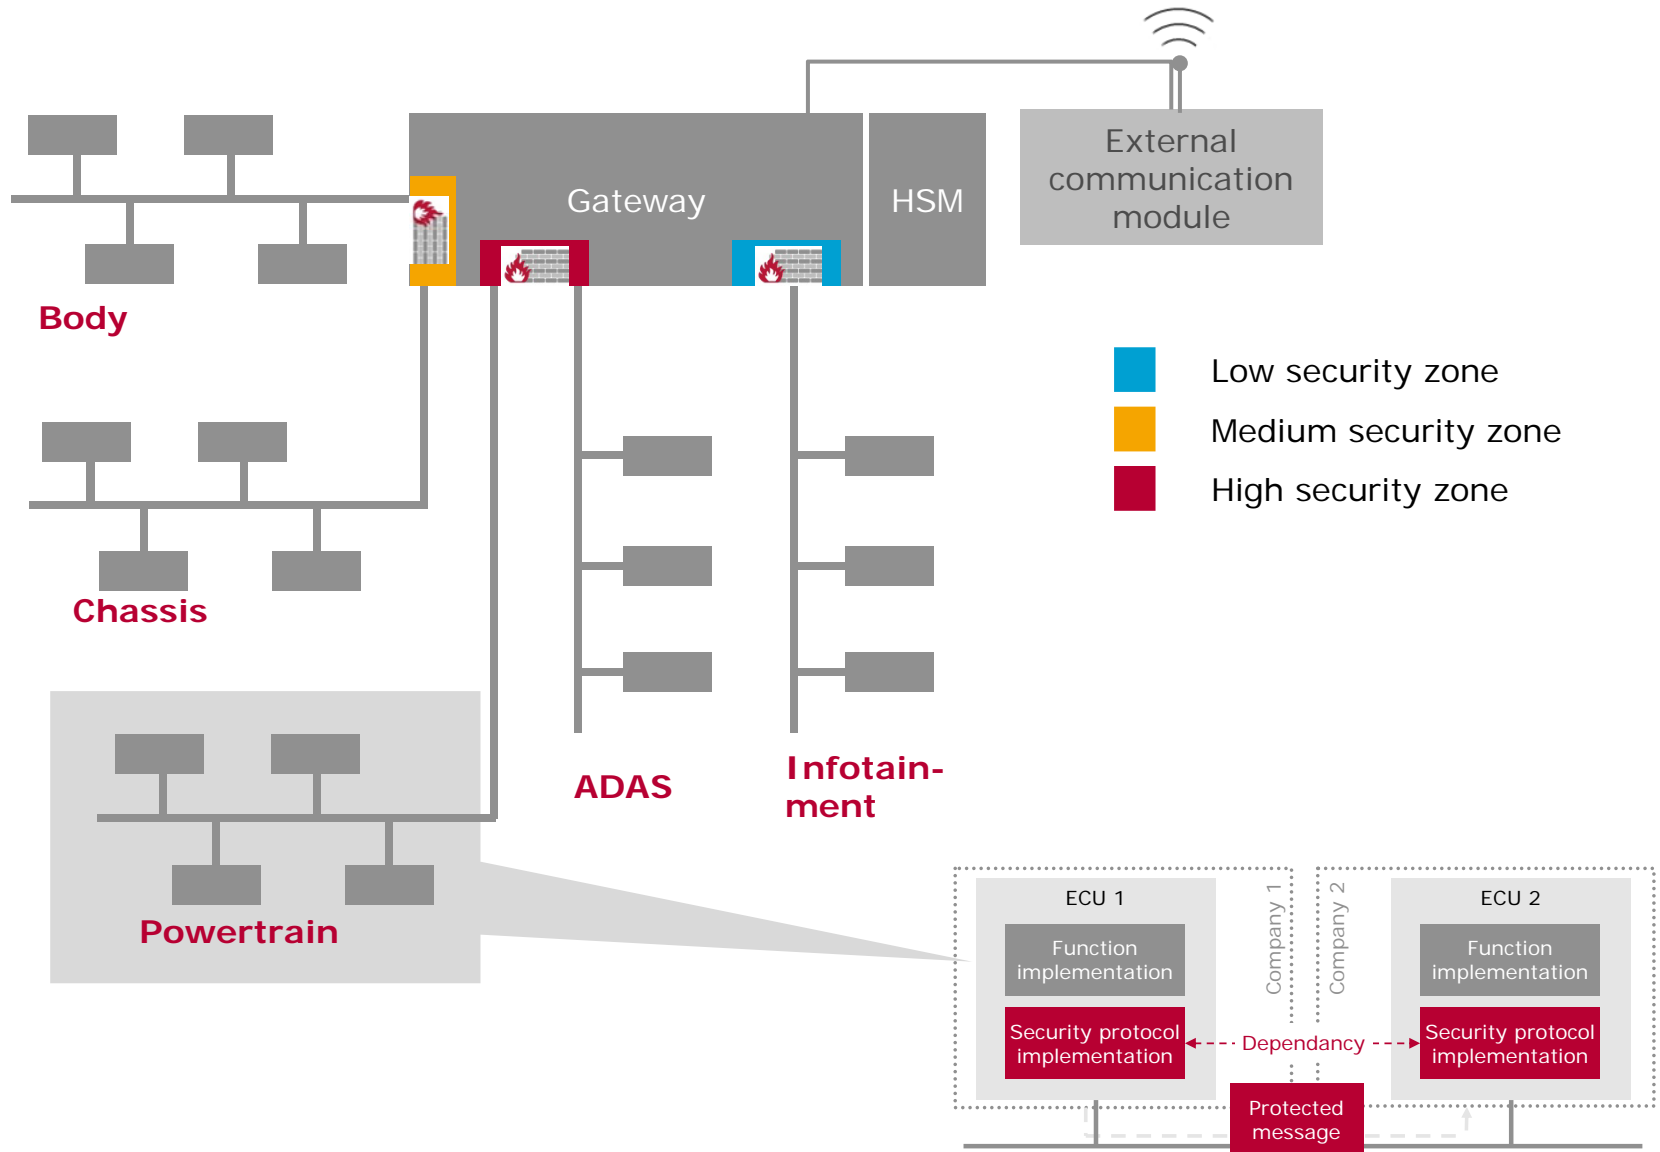 External
communication
module
Gateway
HSM
Body
Low security zone
Medium security zone
High security zone
Chassis
ADAS
Infotain-
ment
Powertrain
ECU 1
Function
implementation
Security protocol
implementation
Company 1
Company 2
ECU 2
Function
implementation
Security protocol
implementation
Dependancy
Protected
message